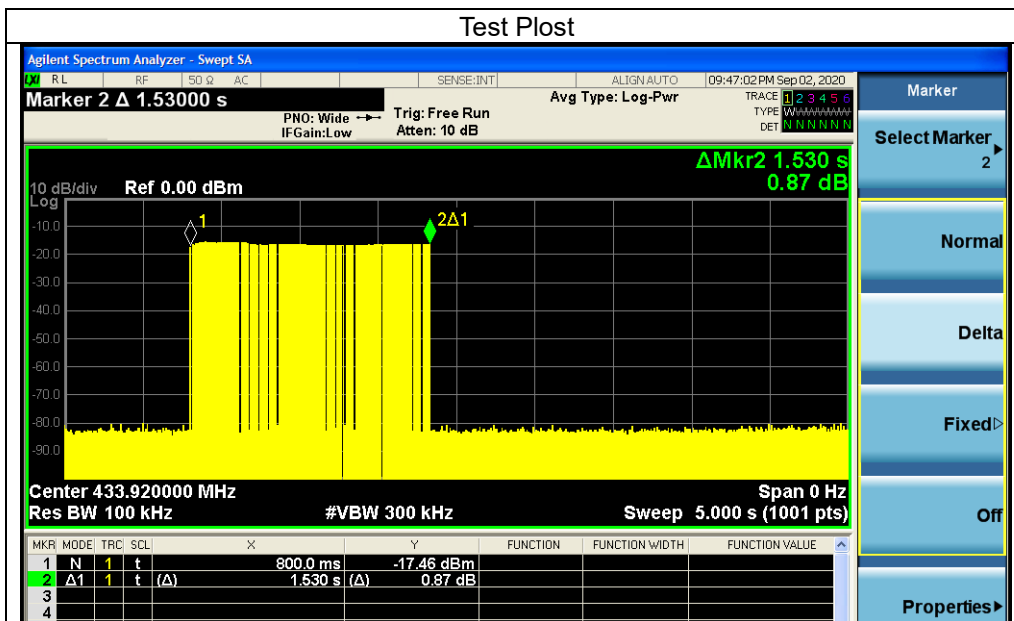 Test Plost
Agilent Spectrum Analyzer - Swept SA
LXI RL RF 50 Ω AC SENSE:INT ALIGN AUTO 09:47:02 PM Sep 02, 2020
Marker 2 Δ 1.53000 s
PNO: Wide
IFGain:Low
Trig: Free Run
Atten: 10 dB
Avg Type: Log-Pwr
TRACE 1 2 3 4 5 6
TYPE WWWWWW
DET N N N N N N
ΔMkr2 1.530 s
0.87 dB
10 dB/div Ref 0.00 dBm
Log
-10.0
-20.0
-30.0
-40.0
-50.0
-60.0
-70.0
-80.0
-90.0
1
2Δ1
Center 433.920000 MHz Span 0 Hz
Res BW 100 kHz #VBW 300 kHz Sweep 5.000 s (1001 pts)
MKR MODE TRC SCL X Y FUNCTION FUNCTION WIDTH FUNCTION VALUE
1 N 1 t 800.0 ms -17.46 dBm
2 Δ1 1 t (Δ) 1.530 s (Δ) 0.87 dB
3
4
Marker
Select Marker
2
Normal
Delta
Fixed
Off
Properties